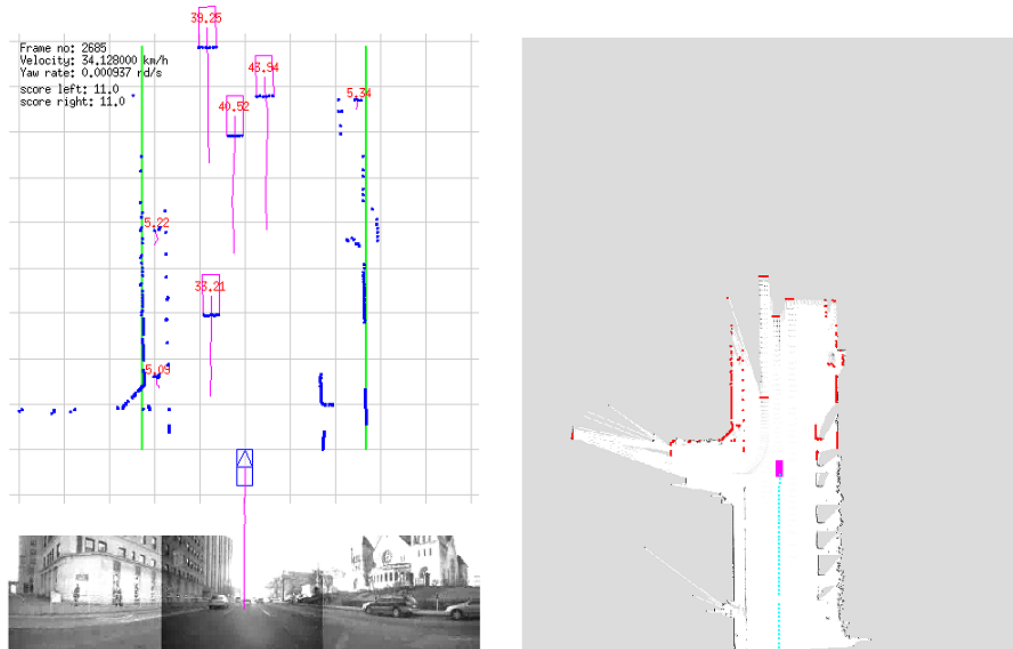 39.25
Frame no: 2685
Velocity: 34.128000 km/h
Yaw rate: 0.000937 rd/s
score left: 11.0
score right: 11.0
43.94
5.34
40.52
5.22
33.21
5.09